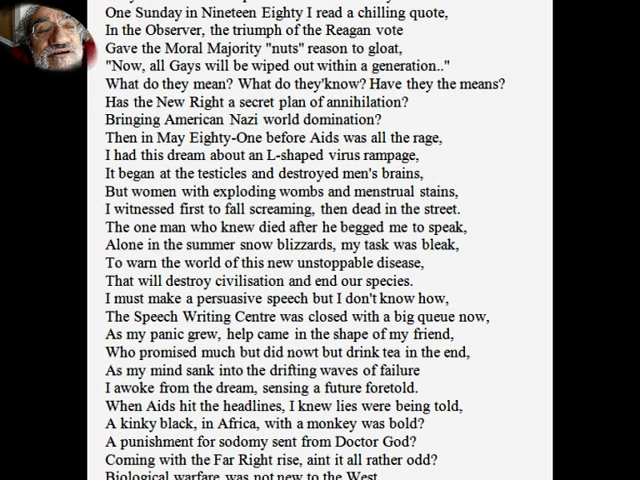 One Sunday in Nineteen Eighty I read a chilling quote,
In the Observer, the triumph of the Reagan vote
Gave the Moral Majority "nuts" reason to gloat,
"Now, all Gays will be wiped out within a generation.."
What do they mean? What do they'know? Have they the means?
Has the New Right a secret plan of annihilation?
Bringing American Nazi world domination?
Then in May Eighty-One before Aids was all the rage,
I had this dream about an L-shaped virus rampage,
It began at the testicles and destroyed men's brains,
But women with exploding wombs and menstrual stains,
I witnessed first to fall screaming, then dead in the street.
The one man who knew died after he begged me to speak,
Alone in the summer snow blizzards, my task was bleak,
To warn the world of this new unstoppable disease,
That will destroy civilisation and end our species.
I must make a persuasive speech but I don't know how,
The Speech Writing Centre was closed with a big queue now,
As my panic grew, help came in the shape of my friend,
Who promised much but did nowt but drink tea in the end,
As my mind sank into the drifting waves of failure
I awoke from the dream, sensing a future foretold.
When Aids hit the headlines, I knew lies were being told,
A kinky black, in Africa, with a monkey was bold?
A punishment for sodomy sent from Doctor God?
Coming with the Far Right rise, aint it all rather odd?
Biological warfare was not new to the West